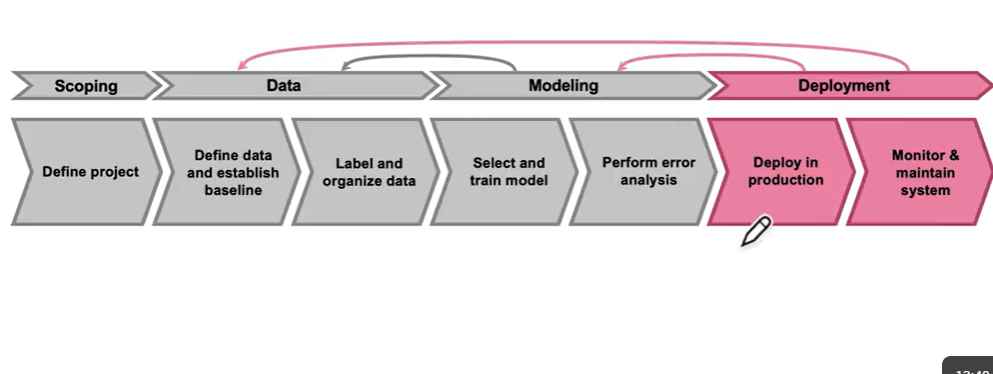 Scoping
Data
Modeling
Deployment
Define project
Define data
and establish
baseline
Label and
organize data
Select and
train model
Perform error
analysis
Deploy in
production
Monitor &
maintain
system